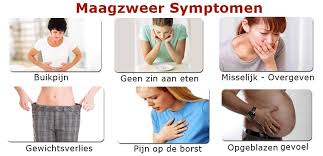 Maagzweer Symptomen
Buikpijn
Geen zin aan eten
Misselijk - Overgeven
Gewichtsverlies
Pijn op de borst
Opgeblazen gevoel